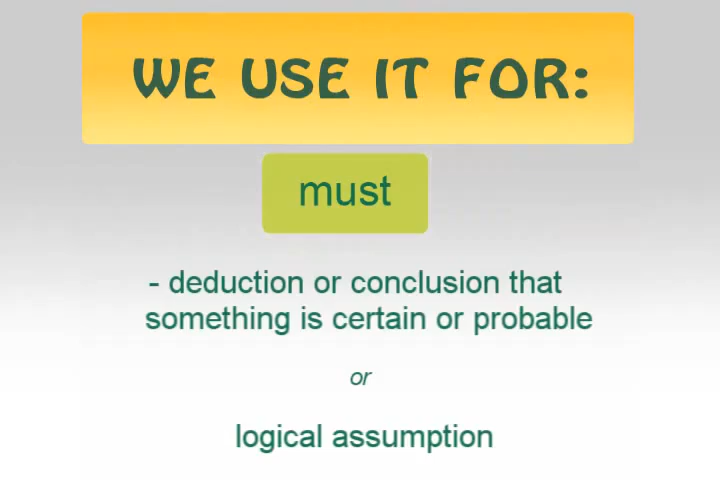 WE USE IT FOR:
must
- deduction or conclusion that
something is certain or probable
or
logical assumption